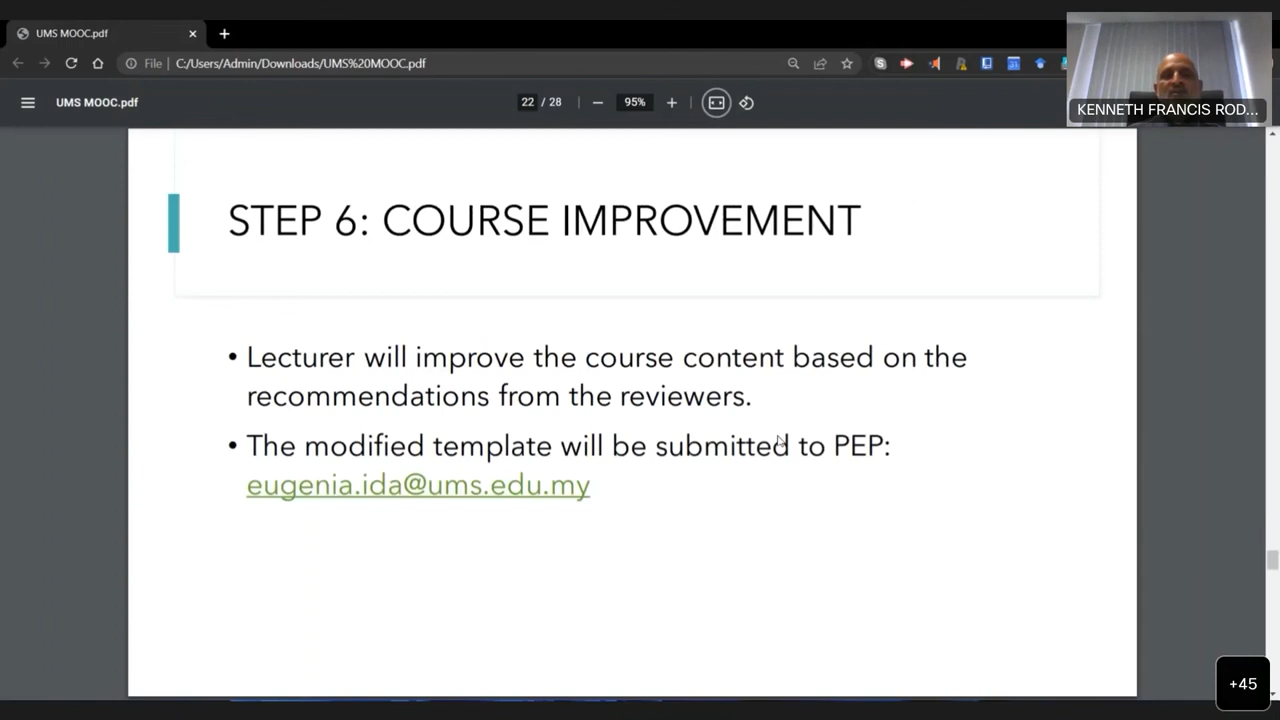 UMS MOOC.pdf
File C:/Users/Admin/Downloads/UMS%20MOOC.pdf
KENNETH FRANCIS ROD...
UMS MOOC.pdf
22 / 28
95%
STEP 6: COURSE IMPROVEMENT
• Lecturer will improve the course content based on the
recommendations from the reviewers.
• The modified template will be submitted to PEP:
eugenia.ida@ums.edu.my
+45